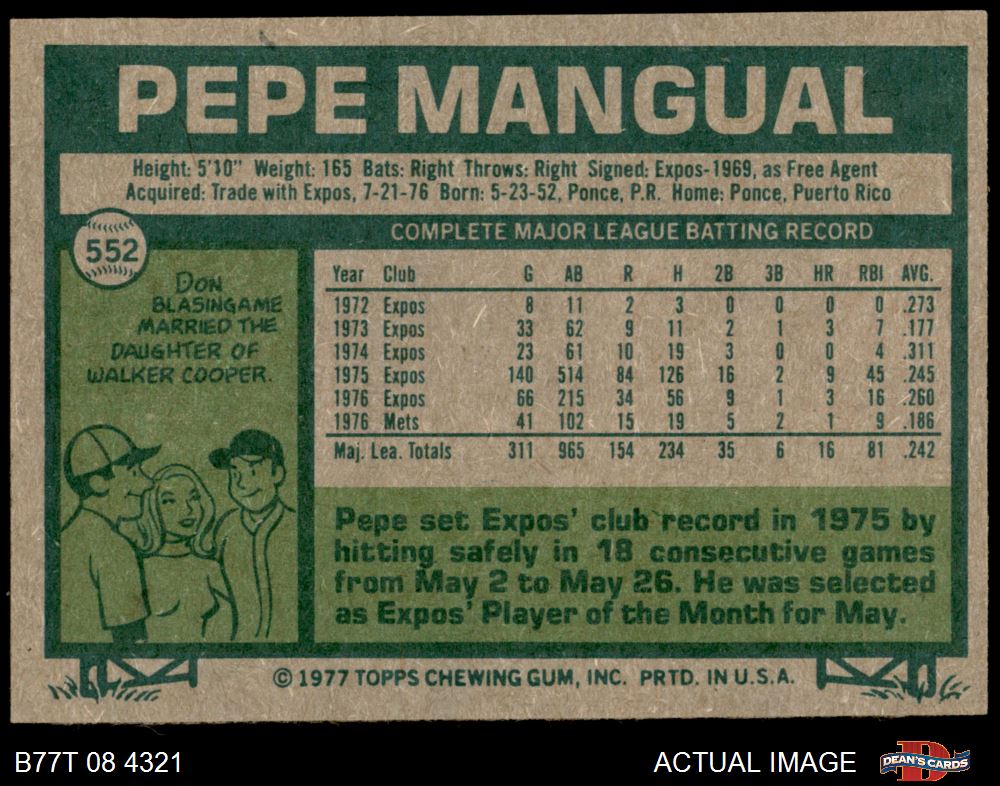 PEPE MANGUAL
Height: 5'10" Weight: 165 Bats: Right Throws: Right Signed: Expos-1969, as Free Agent
Acquired: Trade with Expos, 7-21-76 Born: 5-23-52, Ponce, P.R. Home: Ponce, Puerto Rico
552
DON
BLASINGAME
MARRIED THE
DAUGHTER OF
WALKER COOPER.
COMPLETE MAJOR LEAGUE BATTING RECORD
Year Club G AB R H 2B 3B HR RBI AVG.
1972 Expos 8 11 2 3 0 0 0 0 .273
1973 Expos 33 62 9 11 2 1 3 7 .177
1974 Expos 23 61 10 19 3 0 0 4 .311
1975 Expos 140 514 84 126 16 2 9 45 .245
1976 Expos 66 215 34 56 9 1 3 16 .260
1976 Mets 41 102 15 19 5 2 1 9 .186
Maj. Lea. Totals 311 965 154 234 35 6 16 81 .242
Pepe set Expos' club record in 1975 by
hitting safely in 18 consecutive games
from May 2 to May 26. He was selected
as Expos' Player of the Month for May.
© 1977 TOPPS CHEWING GUM, INC. PRTD. IN U.S.A.
B77T 08 4321
ACTUAL IMAGE
D
DEAN'S CARDS